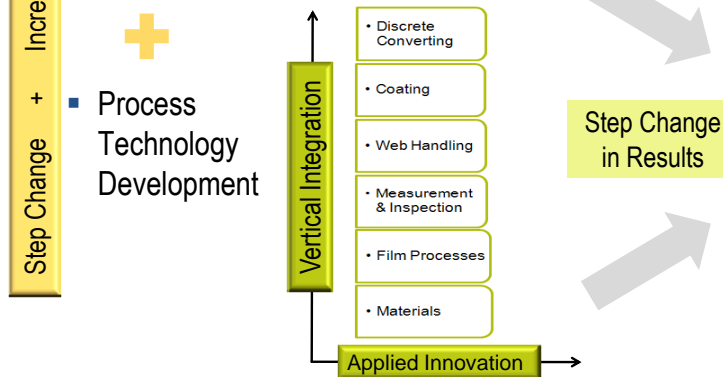 Step Change + Incre
▪ Process
Technology
Development
Vertical Integration
• Discrete
Converting
• Coating
• Web Handling
• Measurement
& Inspection
• Film Processes
• Materials
Applied Innovation
Step Change
in Results